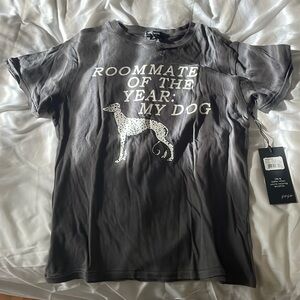 ROOMMATE
OF THE
YEAR:
MY DOG